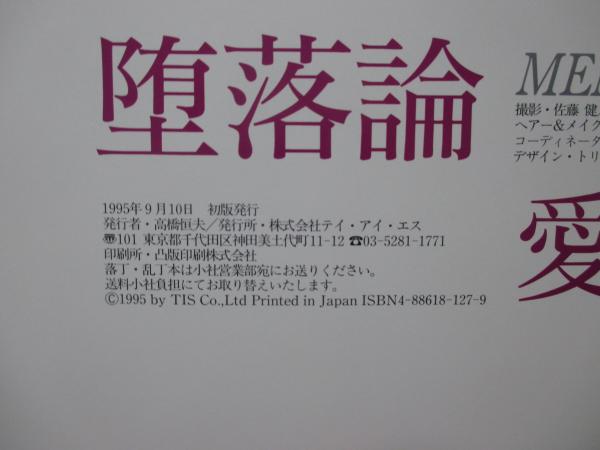 堕落論
1995年9月10日　初版発行
発行者・高橋恒夫／発行所・株式会社テイ・アイ・エス
〠101 東京都千代田区神田美土代町11-12 ☎03-5281-1771
印刷所・凸版印刷株式会社
落丁・乱丁本は小社営業部宛にお送りください。
送料小社負担にてお取り替えいたします。
©1995 by TIS Co.,Ltd Printed in Japan ISBN4-88618-127-9
撮影・佐藤 健
ヘアー&メイク
コーディネータ
デザイン・トリ
愛